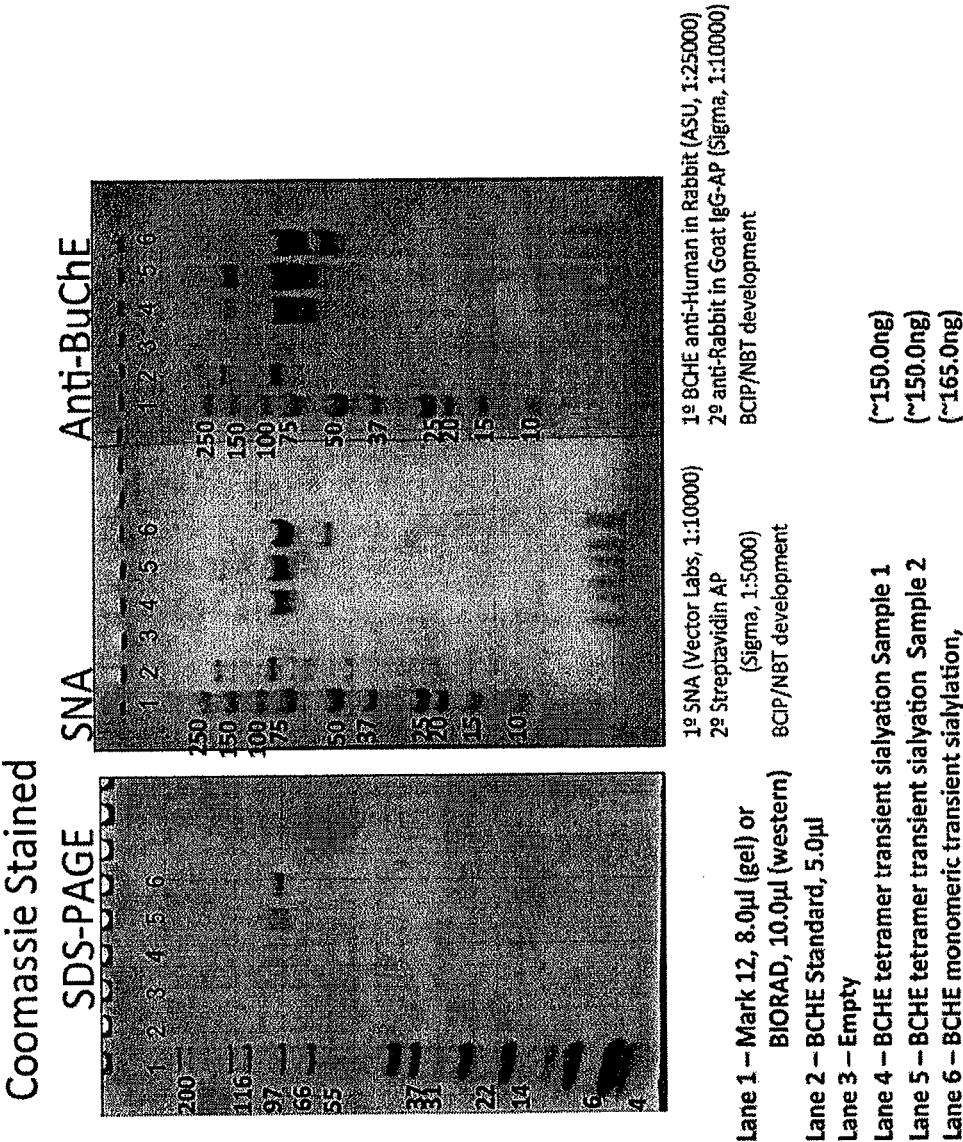 Coomasie Stained
SDS-PAGE
SNA
Anti-BuChE
1 2 3 4 5 6
200
116
97
66
55
37
31
22
14
6
4
1 2 3 4 5 6
250
150
100
75
50
37
25
20
15
10
1 2 3 4 5 6
250
150
100
75
50
37
25
20
15
10
1º SNA (Vector Labs, 1:10000)
2º Streptavidin AP
(Sigma, 1:5000)
BCIP/NBT development
1º BCHE anti-Human in Rabbit (ASU, 1:25000)
2º anti-Rabbit in Goat IgG-AP (Sigma, 1:10000)
BCIP/NBT development
Lane 1 – Mark 12, 8.0µl (gel) or
BIORAD, 10.0µl (western)
Lane 2 – BCHE Standard, 5.0µl
Lane 3 – Empty
Lane 4 – BCHE tetramer transient sialyation Sample 1 (~150.0ng)
Lane 5 – BCHE tetramer transient sialyation Sample 2 (~150.0ng)
Lane 6 – BCHE monomeric transient sialylation, (~165.0ng)